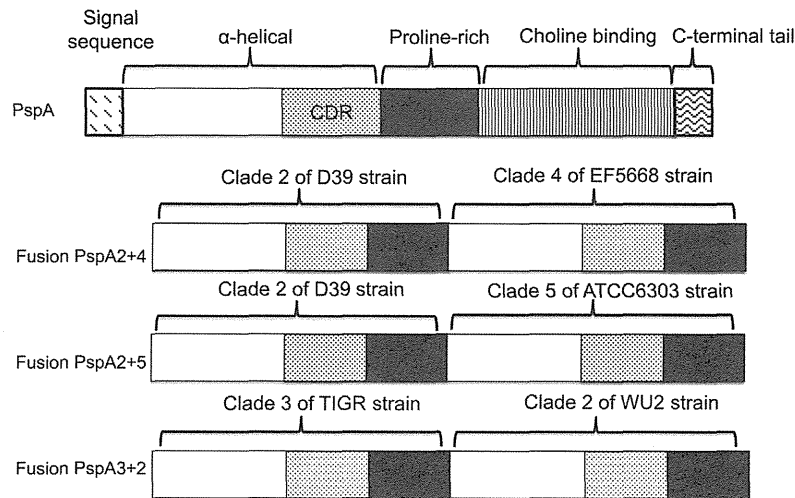 Signal
sequence
α-helical
Proline-rich
Choline binding
C-terminal tail
PspA
CDR
Clade 2 of D39 strain
Clade 4 of EF5668 strain
Fusion PspA2+4
Clade 2 of D39 strain
Clade 5 of ATCC6303 strain
Fusion PspA2+5
Clade 3 of TIGR strain
Clade 2 of WU2 strain
Fusion PspA3+2